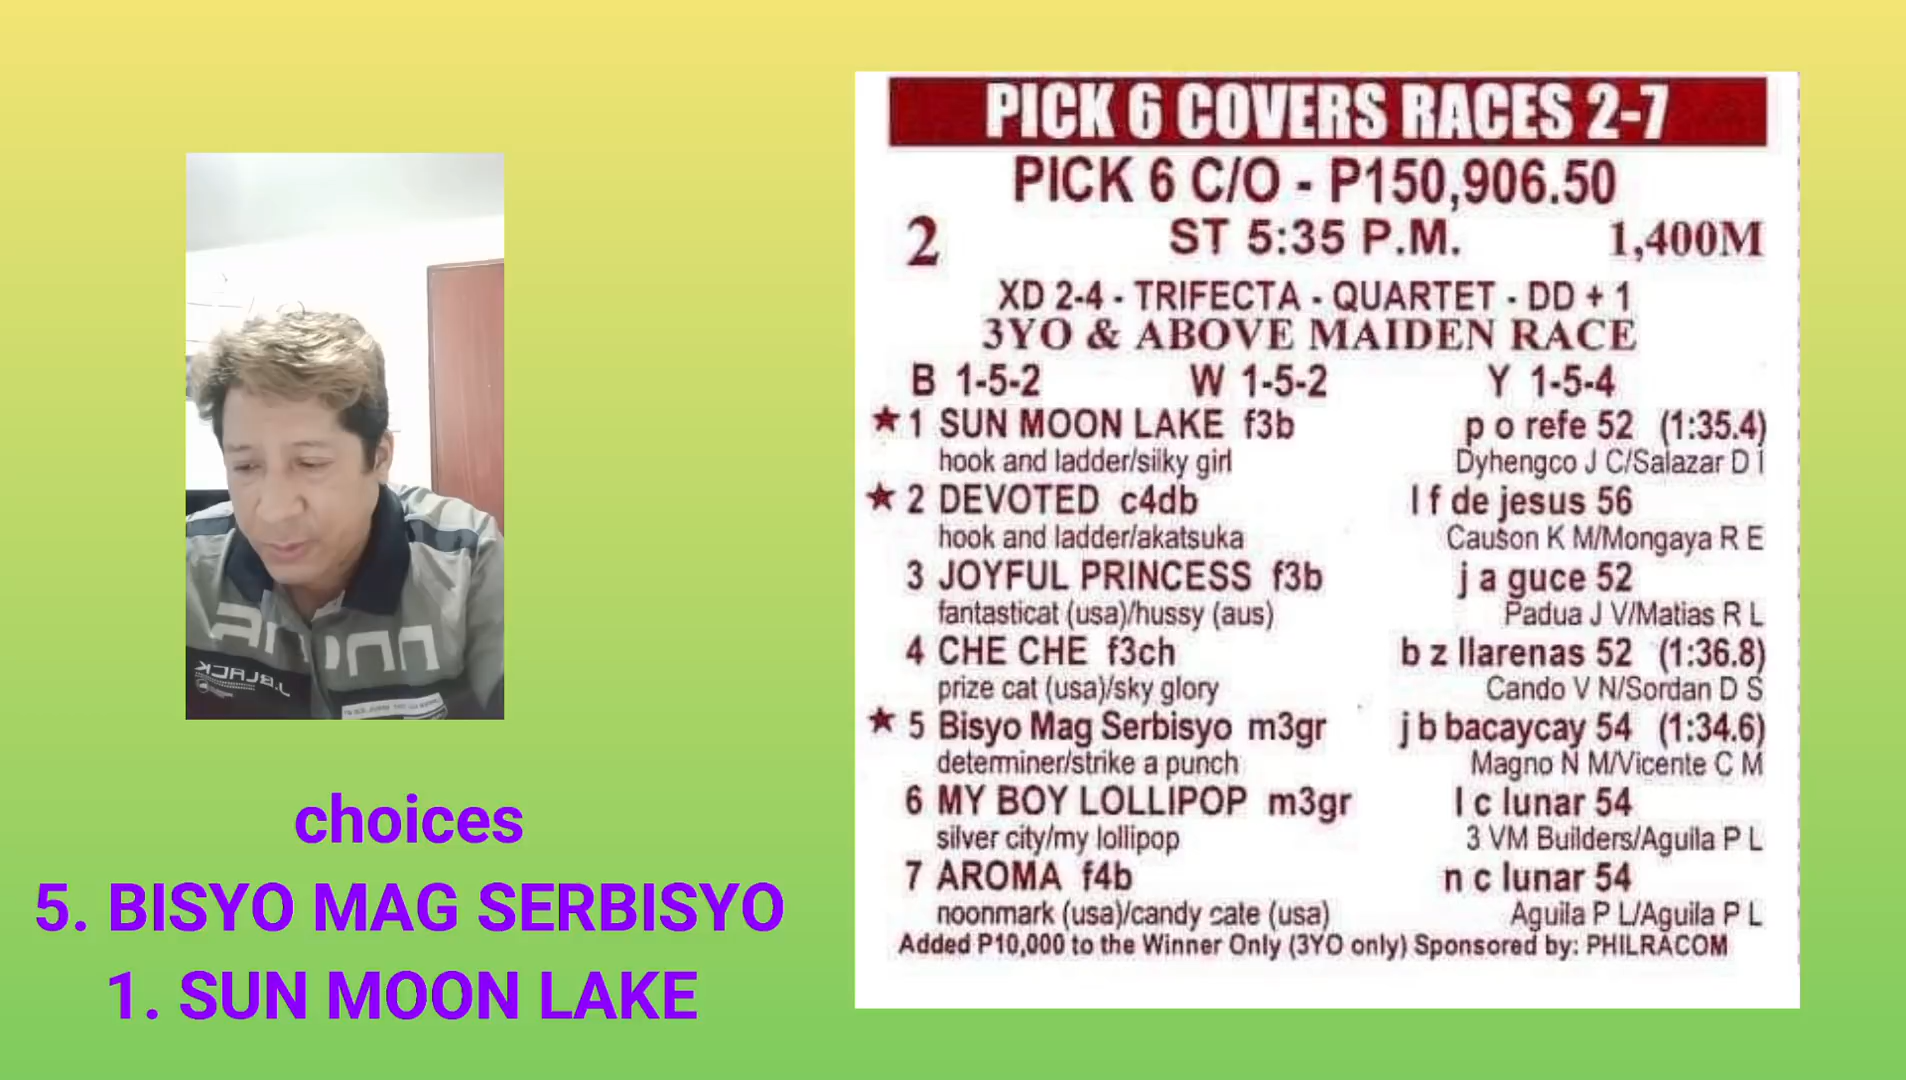 PICK 6 COVERS RACES 2-7
PICK 6 C/O - P150,906.50
2 ST 5:35 P.M. 1,400M
XD 2-4 - TRIFECTA - QUARTET - DD + 1
3YO & ABOVE MAIDEN RACE
B 1-5-2 W 1-5-2 Y 1-5-4
★ 1 SUN MOON LAKE f3b p o refe 52 (1:35.4)
hook and ladder/silky girl Dyhengco J C/Salazar D I
★ 2 DEVOTED c4db l f de jesus 56
hook and ladder/akatsuka Causon K M/Mongaya R E
3 JOYFUL PRINCESS f3b j a guce 52
fantasticat (usa)/hussy (aus) Padua J V/Matias R L
4 CHE CHE f3ch b z llarenas 52 (1:36.8)
prize cat (usa)/sky glory Cando V N/Sordan D S
★ 5 Bisyo Mag Serbisyo m3gr j b bacaycay 54 (1:34.6)
determiner/strike a punch Magno N M/Vicente C M
6 MY BOY LOLLIPOP m3gr l c lunar 54
silver city/my lollipop 3 VM Builders/Aguila P L
7 AROMA f4b n c lunar 54
noonmark (usa)/candy cate (usa) Aguila P L/Aguila P L
Added P10,000 to the Winner Only (3YO only) Sponsored by: PHILRACOM
J.BLACK
choices
5. BISYO MAG SERBISYO
1. SUN MOON LAKE